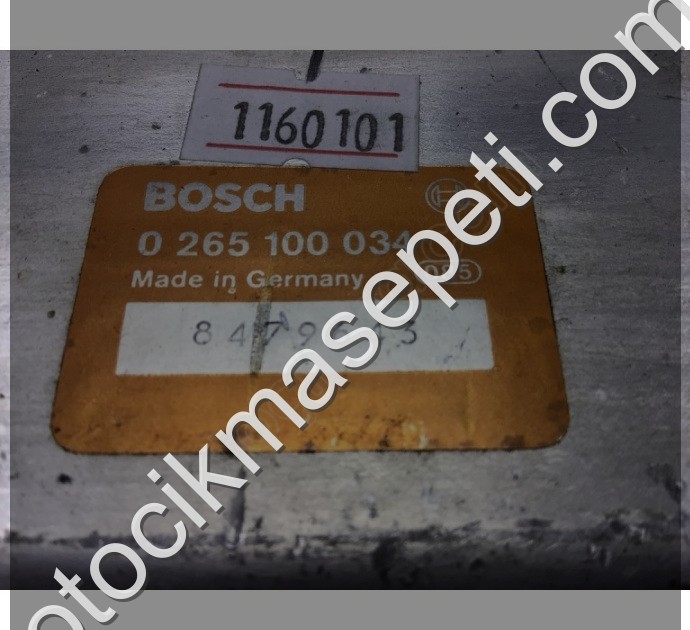 1160101
BOSCH
0 265 100 034
Made in Germany
otocikmasepeti.com